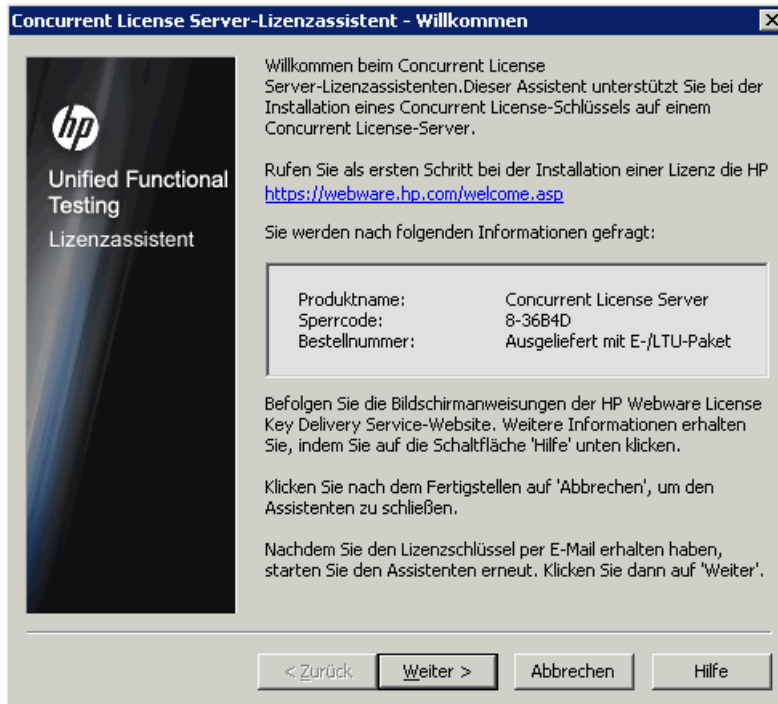 Concurrent License Server-Lizenzassistent - Willkommen
hp
Unified Functional
Testing
Lizenzassistent
Willkommen beim Concurrent License
Server-Lizenzassistenten.Dieser Assistent unterstützt Sie bei der
Installation eines Concurrent License-Schlüssels auf einem
Concurrent License-Server.
Rufen Sie als ersten Schritt bei der Installation einer Lizenz die HP
https://webware.hp.com/welcome.asp
Sie werden nach folgenden Informationen gefragt:
Produktname: Concurrent License Server
Sperrcode: 8-36B4D
Bestellnummer: Ausgeliefert mit E-/LTU-Paket
Befolgen Sie die Bildschirmanweisungen der HP Webware License
Key Delivery Service-Website. Weitere Informationen erhalten
Sie, indem Sie auf die Schaltfläche 'Hilfe' unten klicken.
Klicken Sie nach dem Fertigstellen auf 'Abbrechen', um den
Assistenten zu schließen.
Nachdem Sie den Lizenzschlüssel per E-Mail erhalten haben,
starten Sie den Assistenten erneut. Klicken Sie dann auf 'Weiter'.
< Zurück Weiter > Abbrechen Hilfe